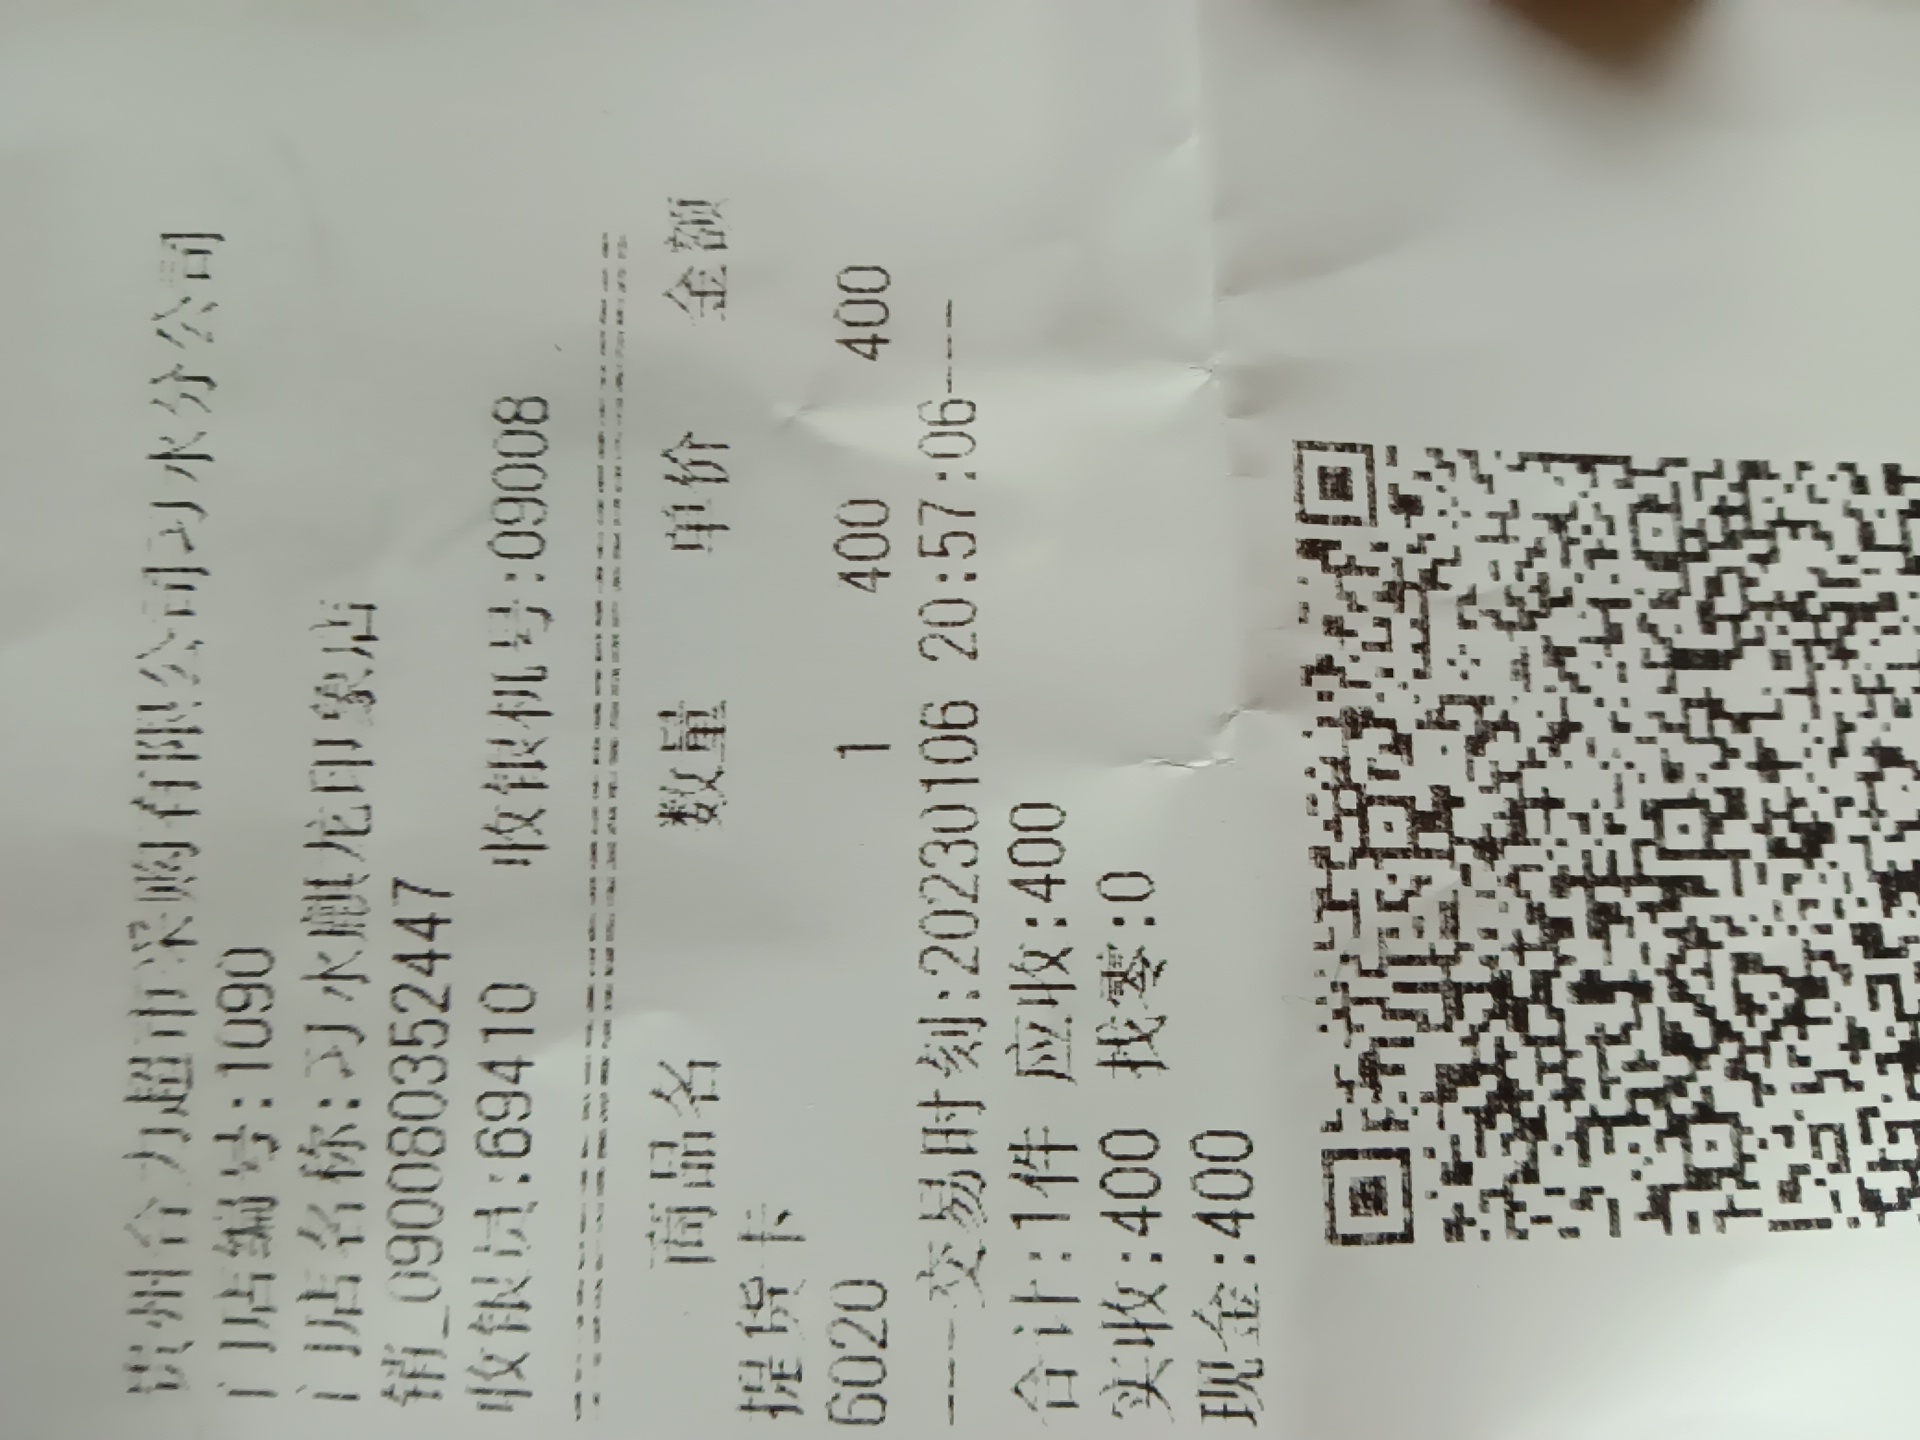 贵州合力超市采购有限公司习水分公司
门店编号:1090
门店名称:习水麒龙印象店
销_090080352447
收银员:69410 收银机号:09008
商品名 数量 单价 金额
提货卡
6020 1 400 400
----交易时刻:20230106 20:57:06----
合计:1件 应收:400
实收:400 找零:0
现金:400